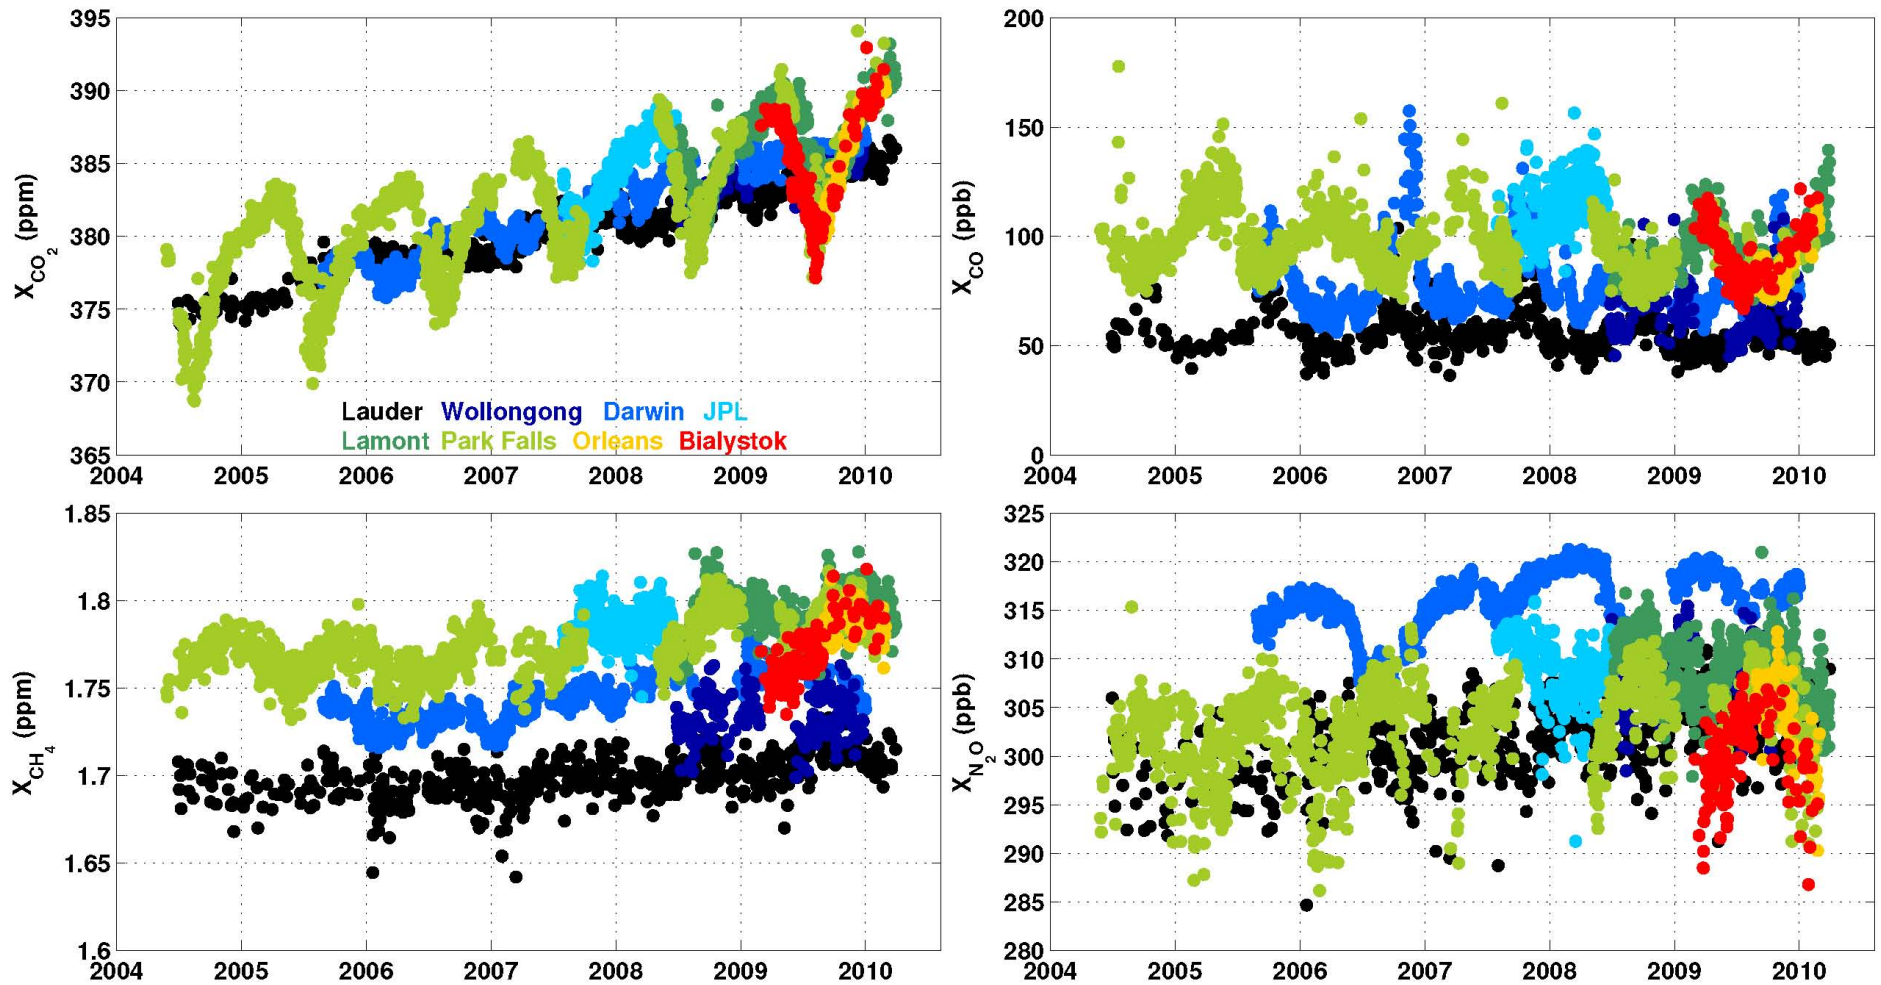 395
390
385
380
375
370
365
X_CO2 (ppm)
Lauder Wollongong Darwin JPL
Lamont Park Falls Orleans Bialystok
2004 2005 2006 2007 2008 2009 2010
200
150
100
50
0
X_CO (ppb)
2004 2005 2006 2007 2008 2009 2010
1.85
1.8
1.75
1.7
1.65
1.6
X_CH4 (ppm)
2004 2005 2006 2007 2008 2009 2010
325
320
315
310
305
300
295
290
285
280
X_N2O (ppb)
2004 2005 2006 2007 2008 2009 2010